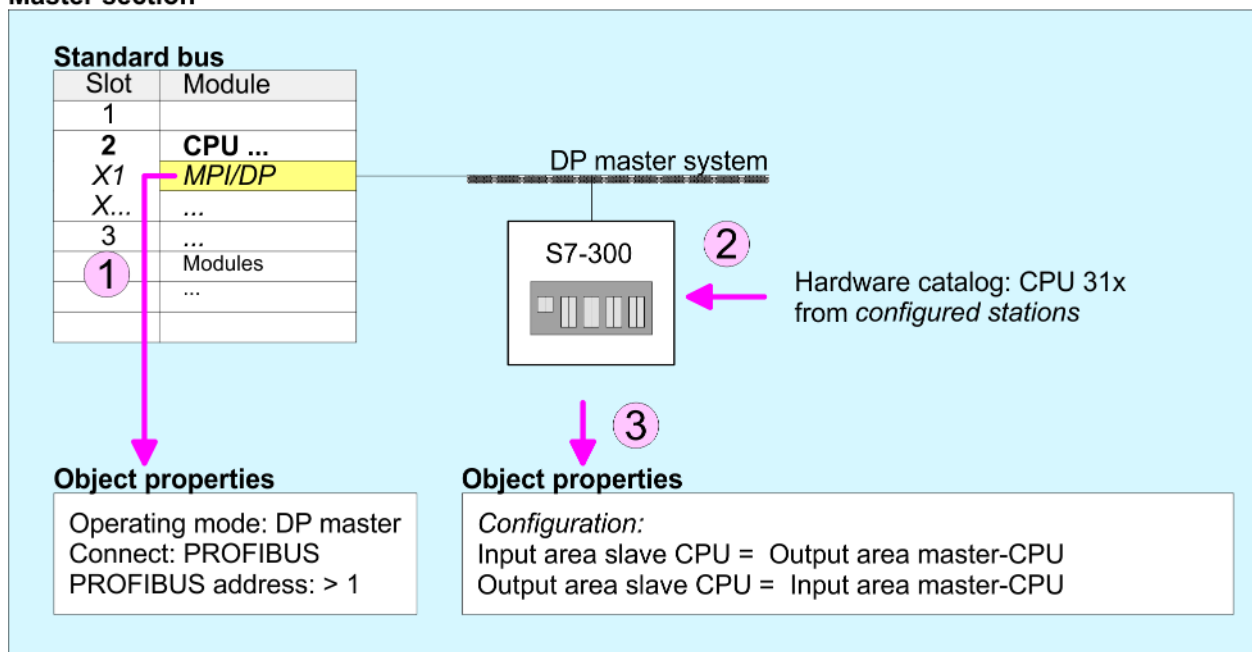 Master section
Standard bus
Slot Module
1
2 CPU ...
X1 MPI/DP
X... ...
3 ...
Modules
...
1
DP master system
S7-300
2
Hardware catalog: CPU 31x
from configured stations
3
Object properties
Operating mode: DP master
Connect: PROFIBUS
PROFIBUS address: > 1
Object properties
Configuration:
Input area slave CPU = Output area master-CPU
Output area slave CPU = Input area master-CPU